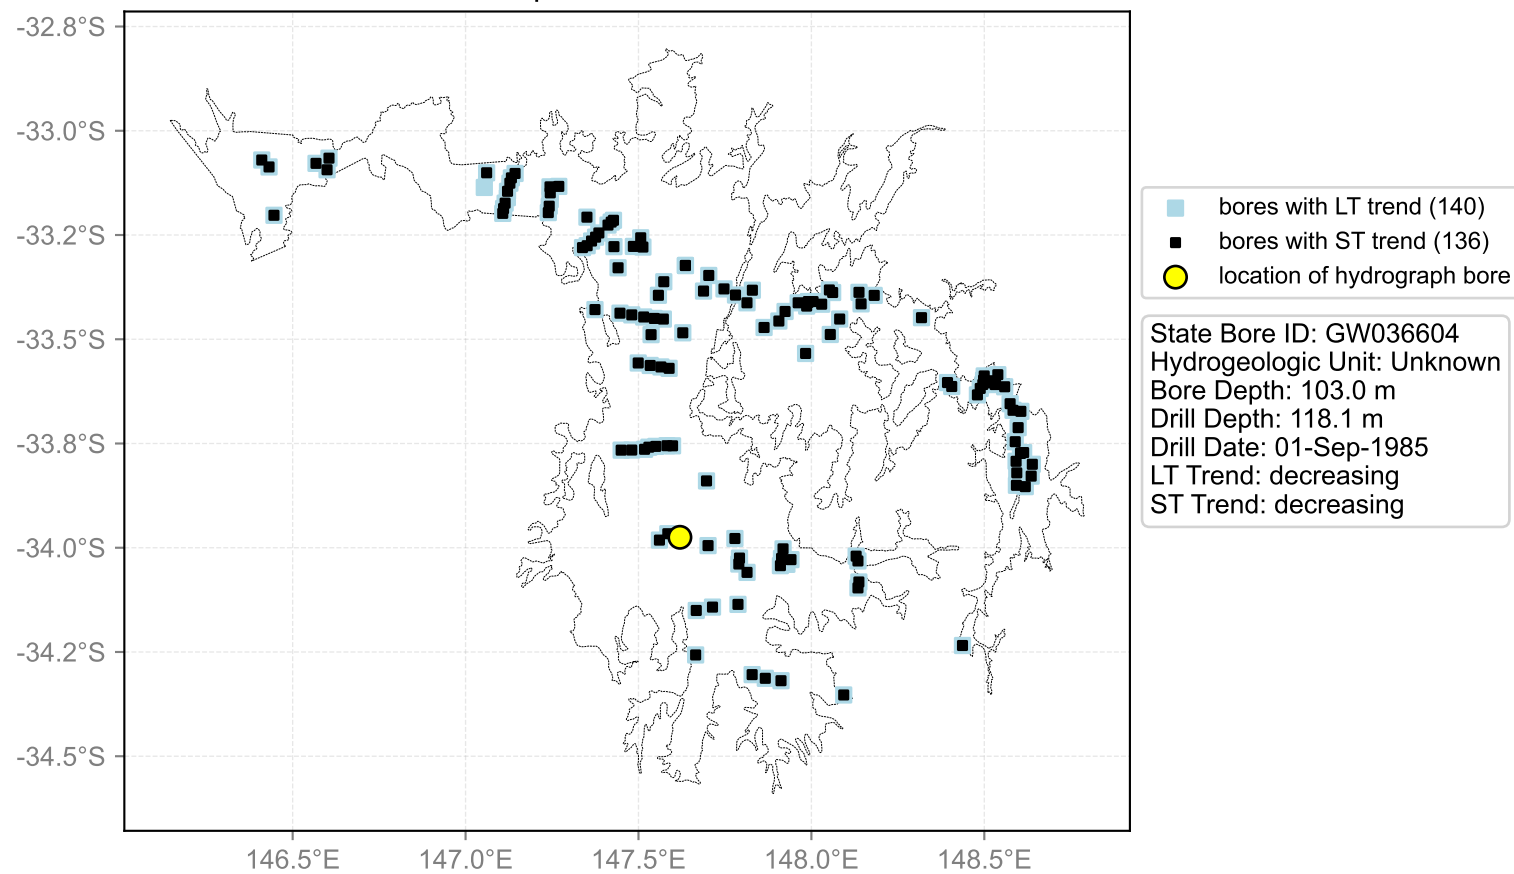 -32.8°S
-33.0°S
-33.2°S
-33.5°S
-33.8°S
-34.0°S
-34.2°S
-34.5°S
146.5°E
147.0°E
147.5°E
148.0°E
148.5°E
bores with LT trend (140)
bores with ST trend (136)
location of hydrograph bore
State Bore ID: GW036604
Hydrogeologic Unit: Unknown
Bore Depth: 103.0 m
Drill Depth: 118.1 m
Drill Date: 01-Sep-1985
LT Trend: decreasing
ST Trend: decreasing